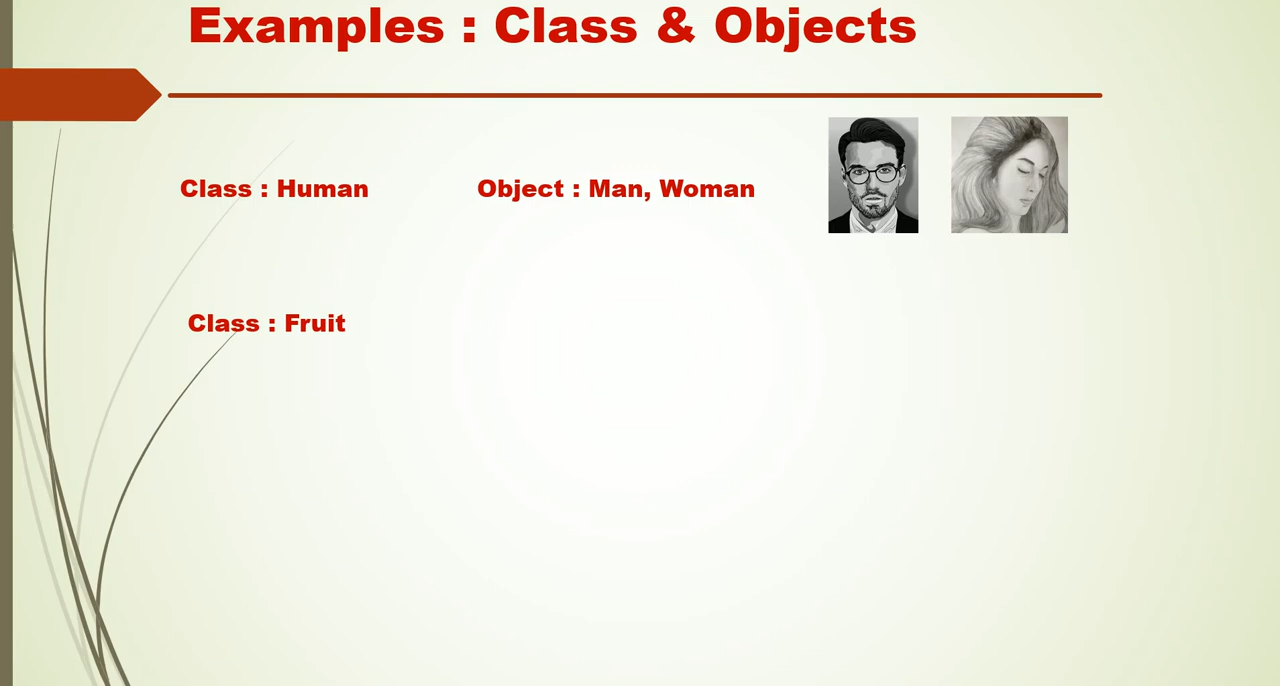 Examples : Class & Objects
Class : Human Object : Man, Woman
Class : Fruit